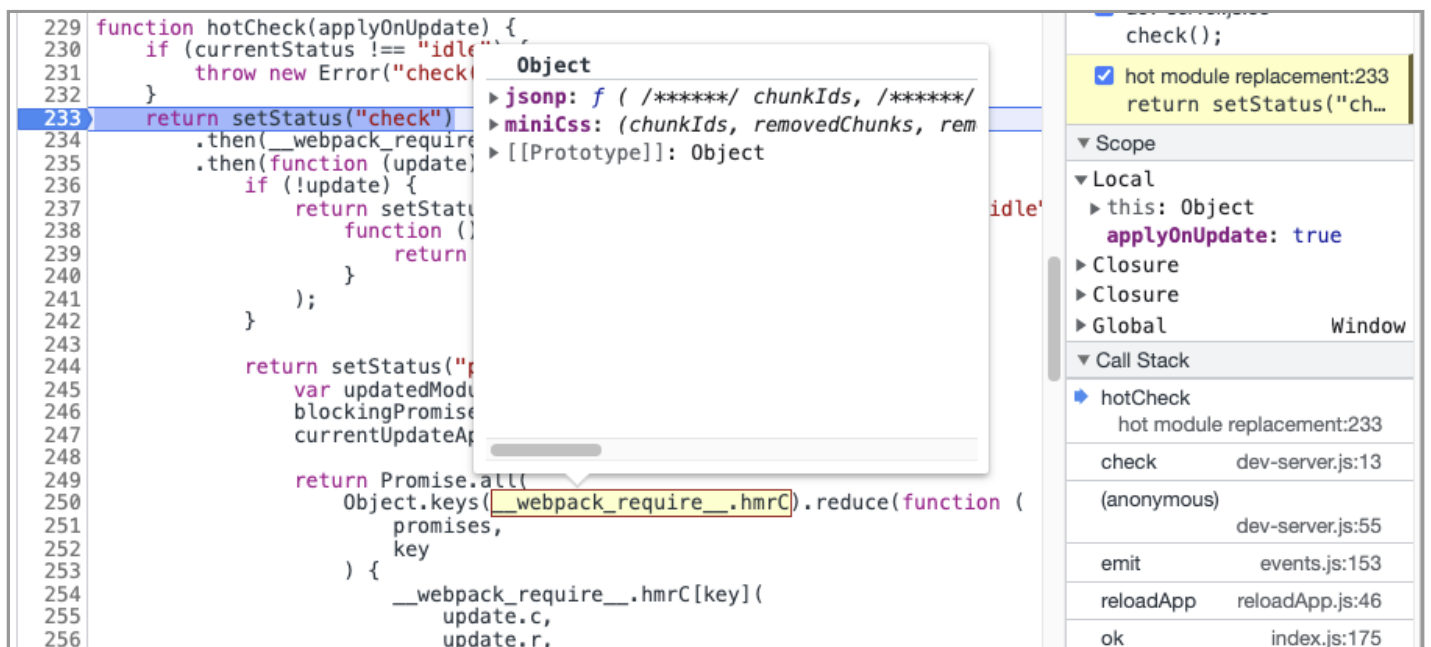 229 function hotCheck(applyOnUpdate) {
230 if (currentStatus !== "idle") {
231 throw new Error("check(
232 }
233 return setStatus("check")
234 .then(__webpack_require
235 .then(function (update)
236 if (!update) {
237 return setStatu idle"
238 function ()
239 return
240 }
241 );
242 }
243
244 return setStatus("p
245 var updatedModu
246 blockingPromise
247 currentUpdateAp
248
249 return Promise.all(
250 Object.keys(__webpack_require__.hmrC).reduce(function (
251 promises,
252 key
253 ) {
254 __webpack_require__.hmrC[key](
255 update.c,
256 update.r,
Object
▶ jsonp: ƒ ( /******/ chunkIds, /******/
▶ miniCss: (chunkIds, removedChunks, rem
▶ [[Prototype]]: Object
check();
hot module replacement:233
return setStatus("ch…
▼ Scope
▼ Local
▶ this: Object
applyOnUpdate: true
▶ Closure
▶ Closure
▶ Global Window
▼ Call Stack
hotCheck
hot module replacement:233
check dev-server.js:13
(anonymous)
dev-server.js:55
emit events.js:153
reloadApp reloadApp.js:46
ok index.js:175